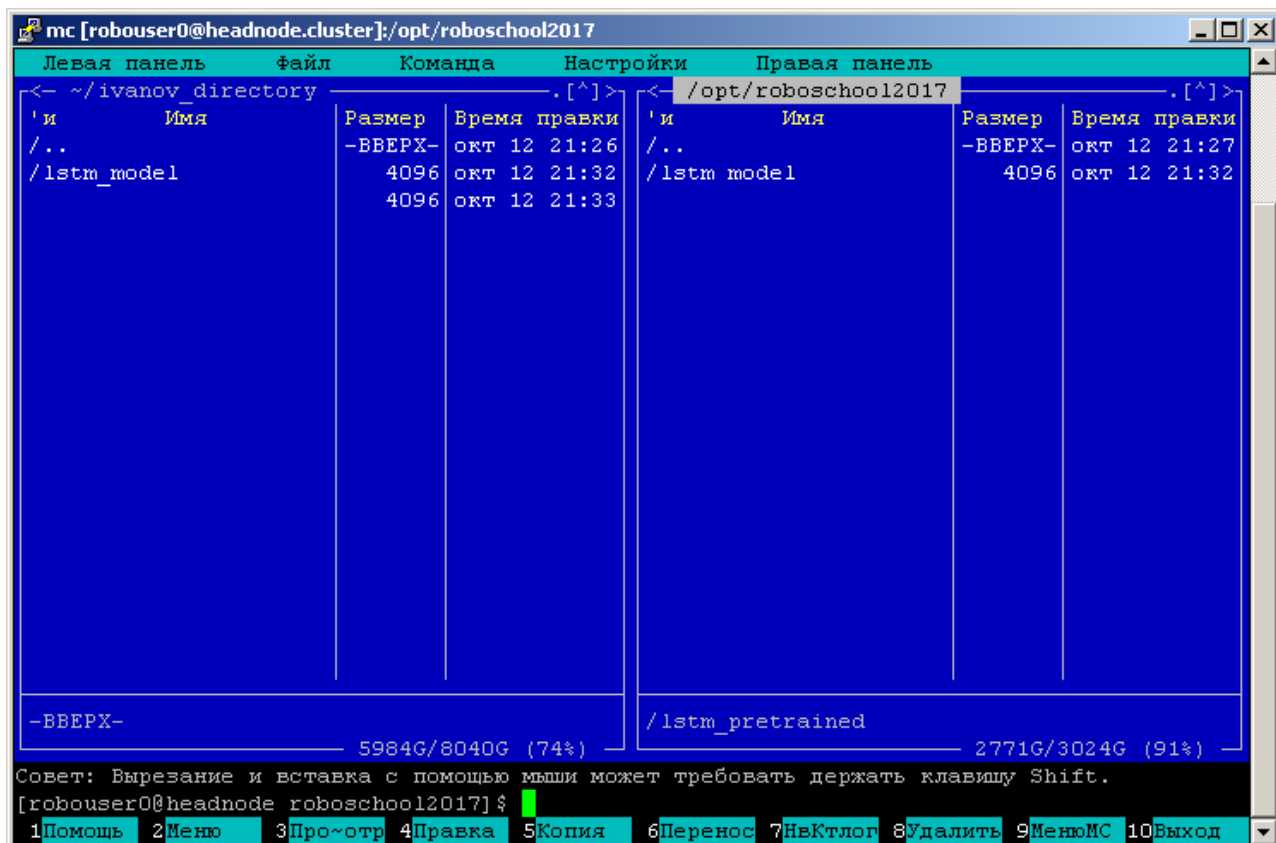 mc [robouser0@headnode.cluster]:/opt/roboschool2017
Левая панель Файл Команда Настройки Правая панель
<— ~/ivanov_directory .[^]> <— /opt/roboschool2017 .[^]>
'и Имя Размер Время правки 'и Имя Размер Время правки
/.. -ВВЕРХ- окт 12 21:26 /.. -ВВЕРХ- окт 12 21:27
/lstm_model 4096 окт 12 21:32 /lstm model 4096 окт 12 21:32
4096 окт 12 21:33
-ВВЕРХ- /lstm_pretrained
5984G/8040G (74%) 2771G/3024G (91%)
Совет: Вырезание и вставка с помощью мыши может требовать держать клавишу Shift.
[robouser0@headnode roboschool2017]$
1Помощь 2Меню 3Про~отр 4Правка 5Копия 6Перенос 7НвКтлог 8Удалить 9МенюМС 10Выход